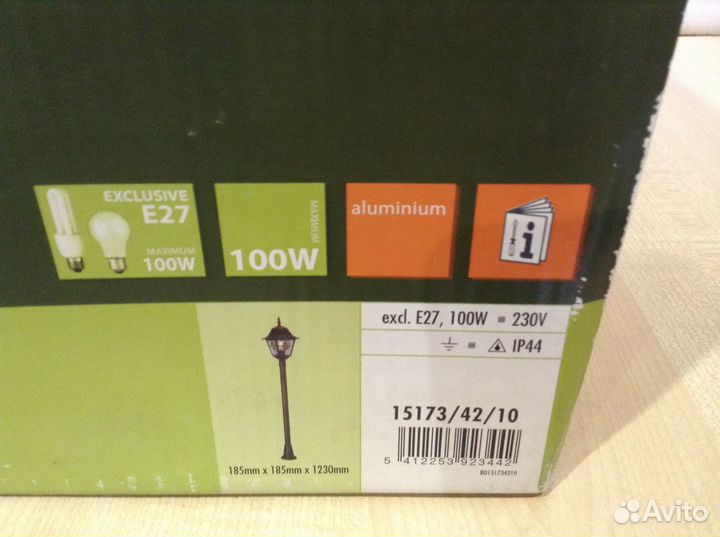 EXCLUSIVE
E27
MAXIMUM
100W
MAXIMUM
100W
aluminium
i
excl. E27, 100W = 230V
= IP44
15173/42/10
5 412253 923442
BO151734210
185mm x 185mm x 1230mm
Avito